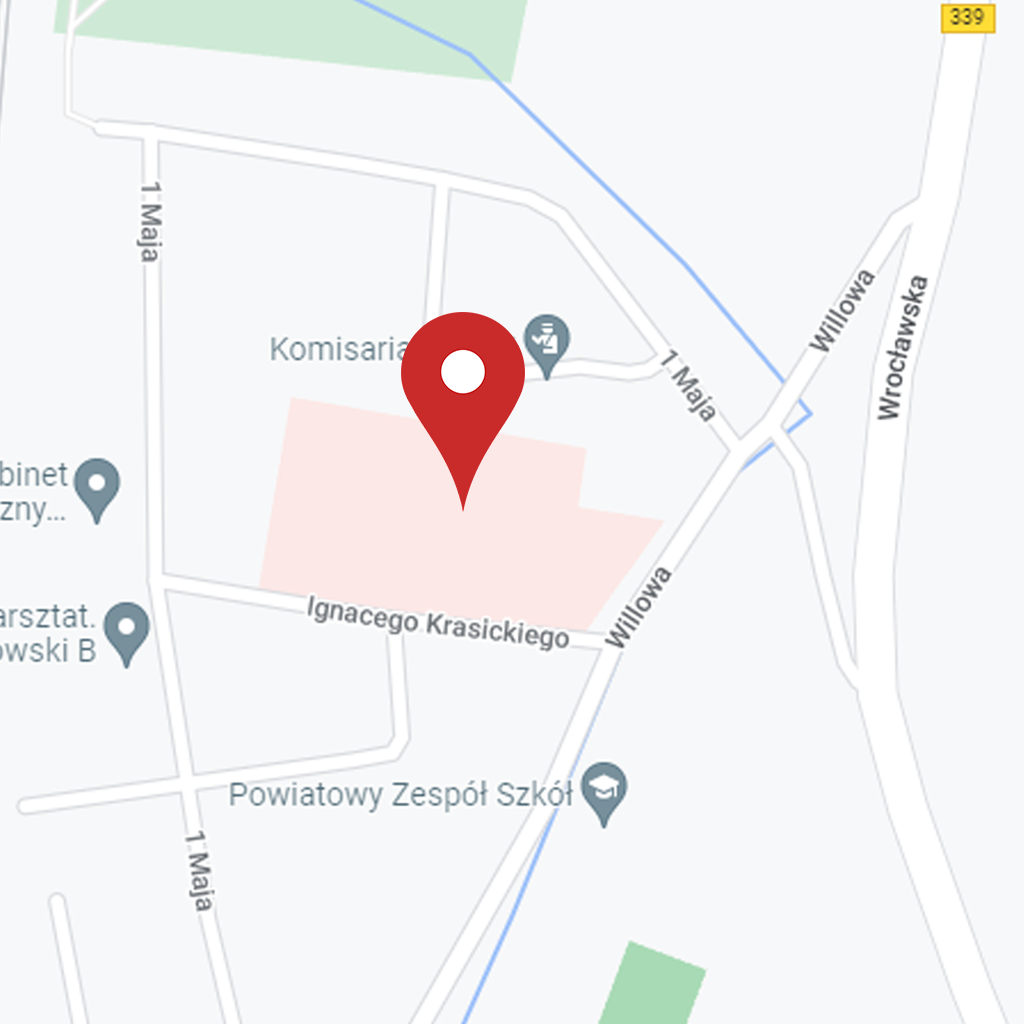 339
1 Maja
Willowa
Wrocławska
Komisaria
1 Maja
binet
zny...
Willowa
Ignacego Krasickiego
arsztat.
owski B
Powiatowy Zespół Szkół
1 Maja